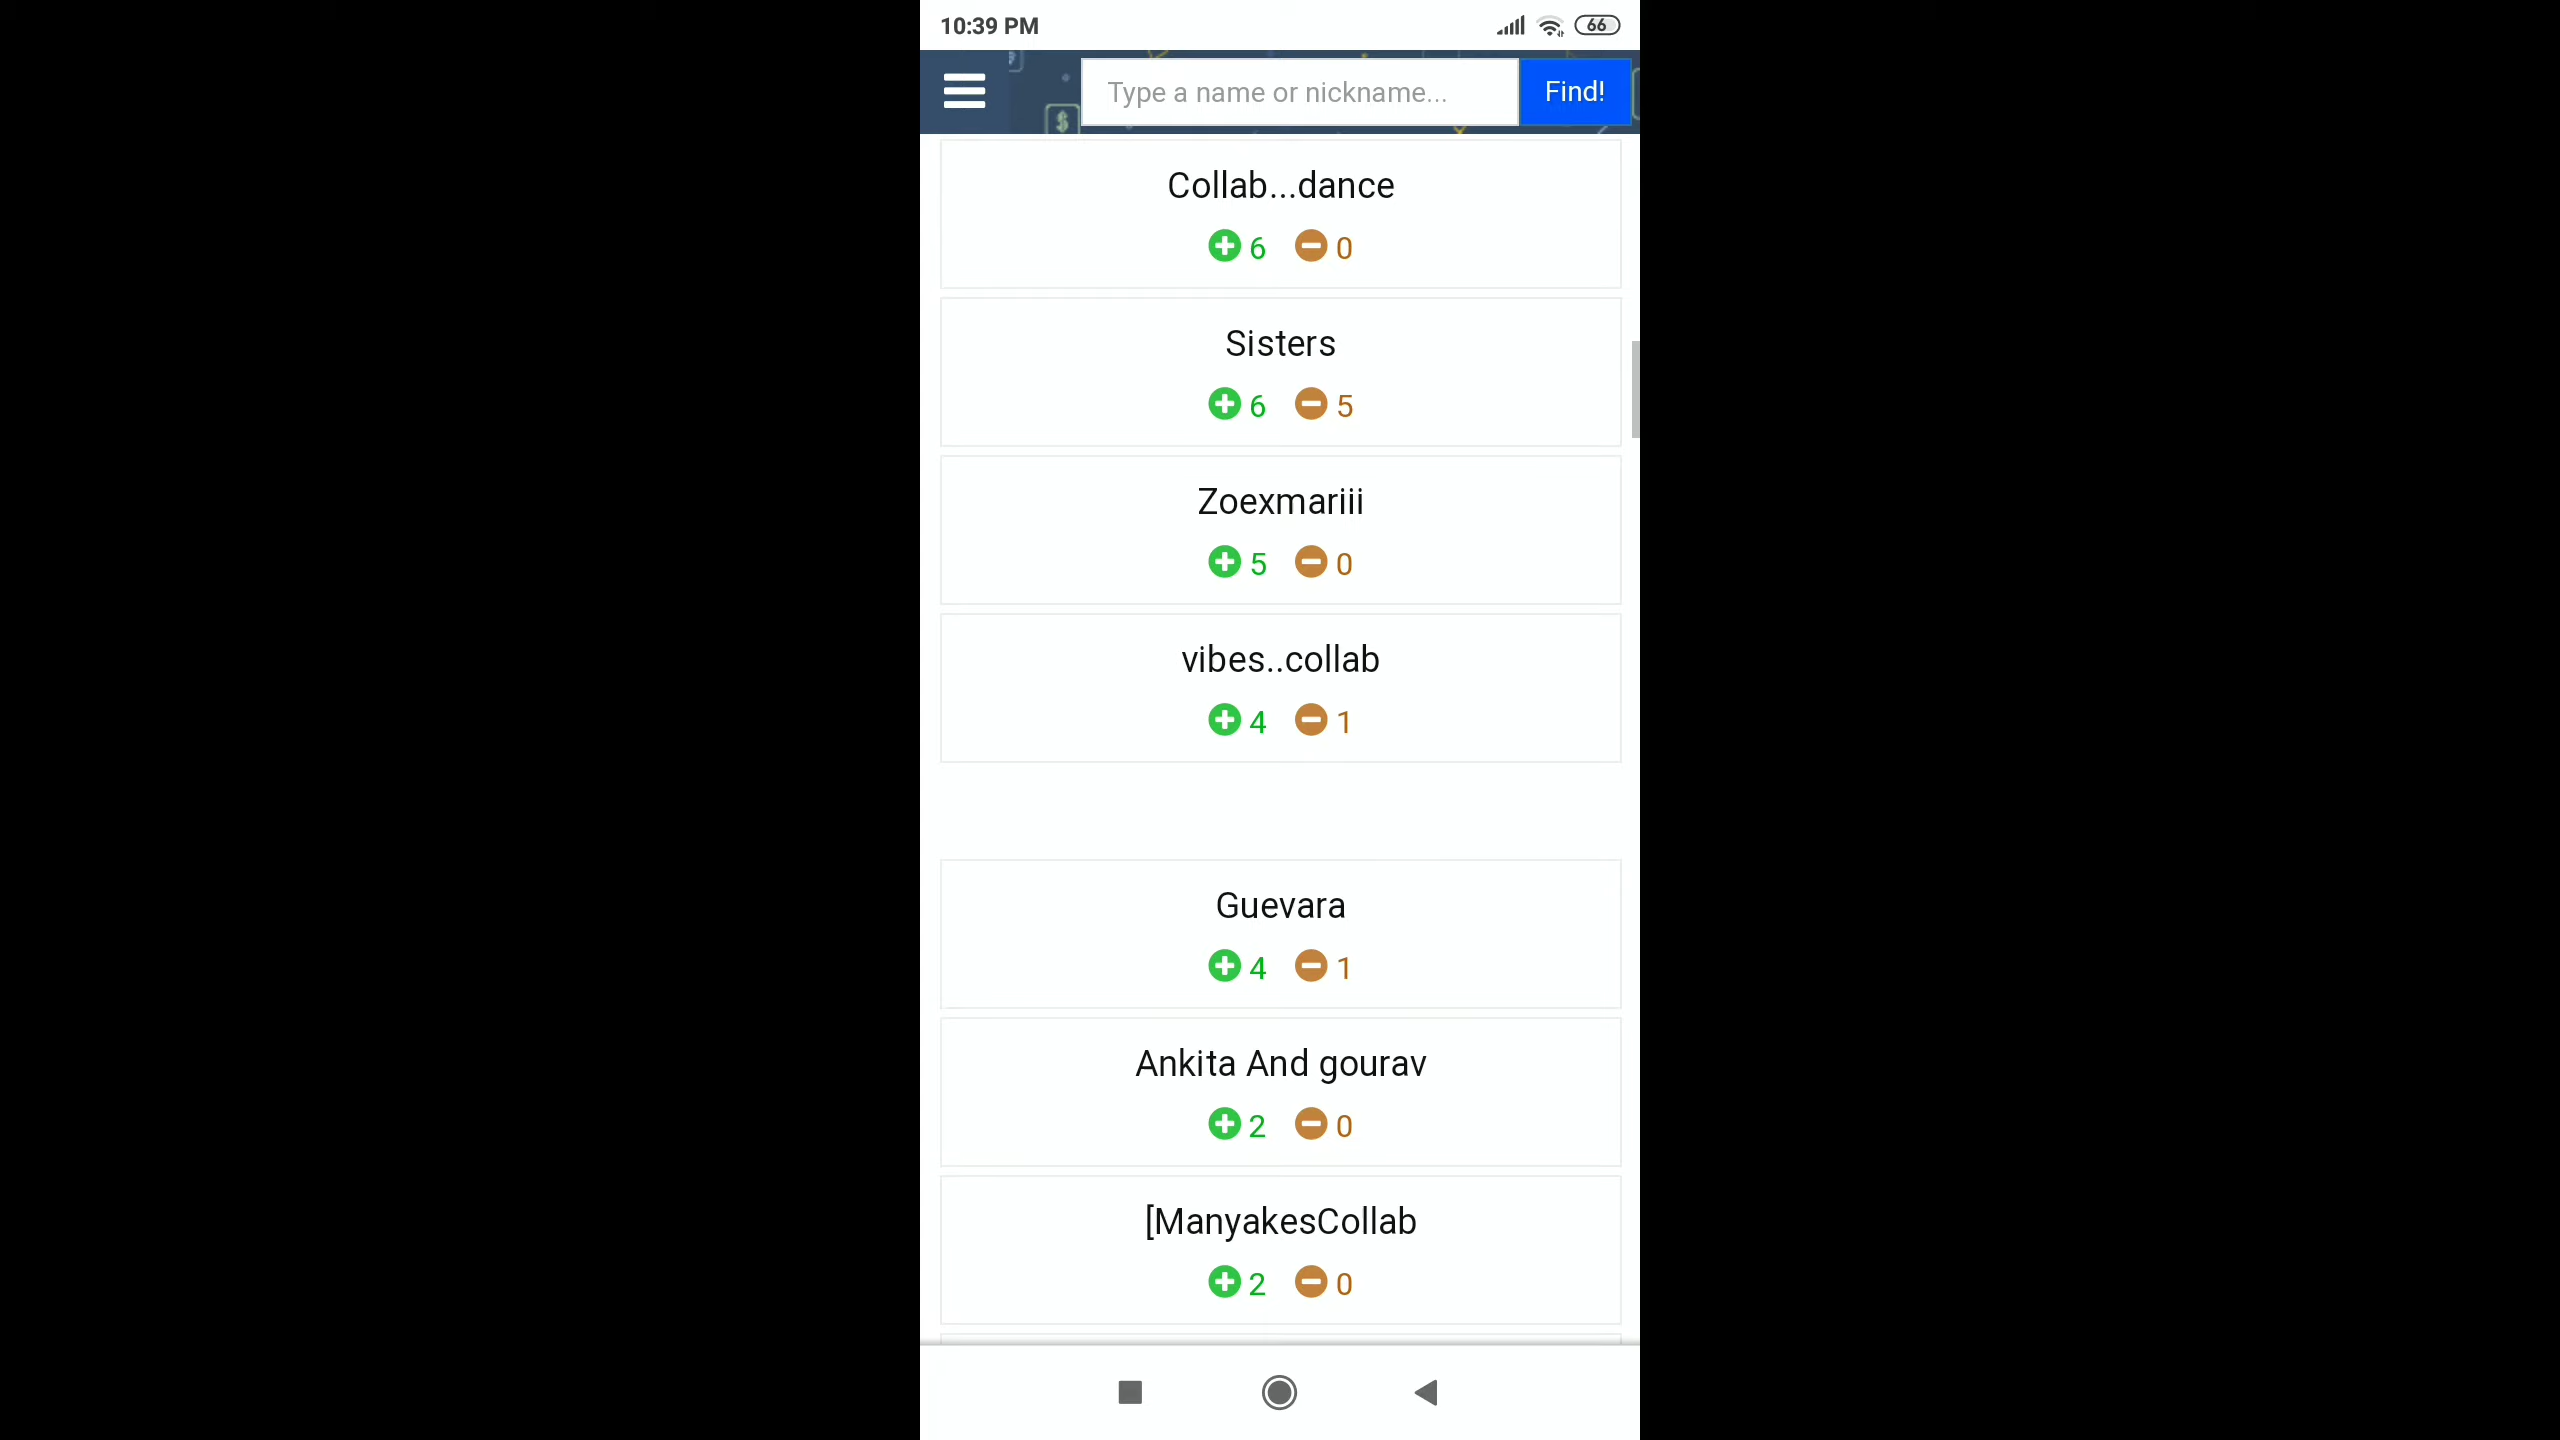 10:39 PM
66
Type a name or nickname...
Find!
$
Collab...dance
6 0
Sisters
6 5
Zoexmariii
5 0
vibes..collab
4 1
Guevara
4 1
Ankita And gourav
2 0
[ManyakesCollab
2 0